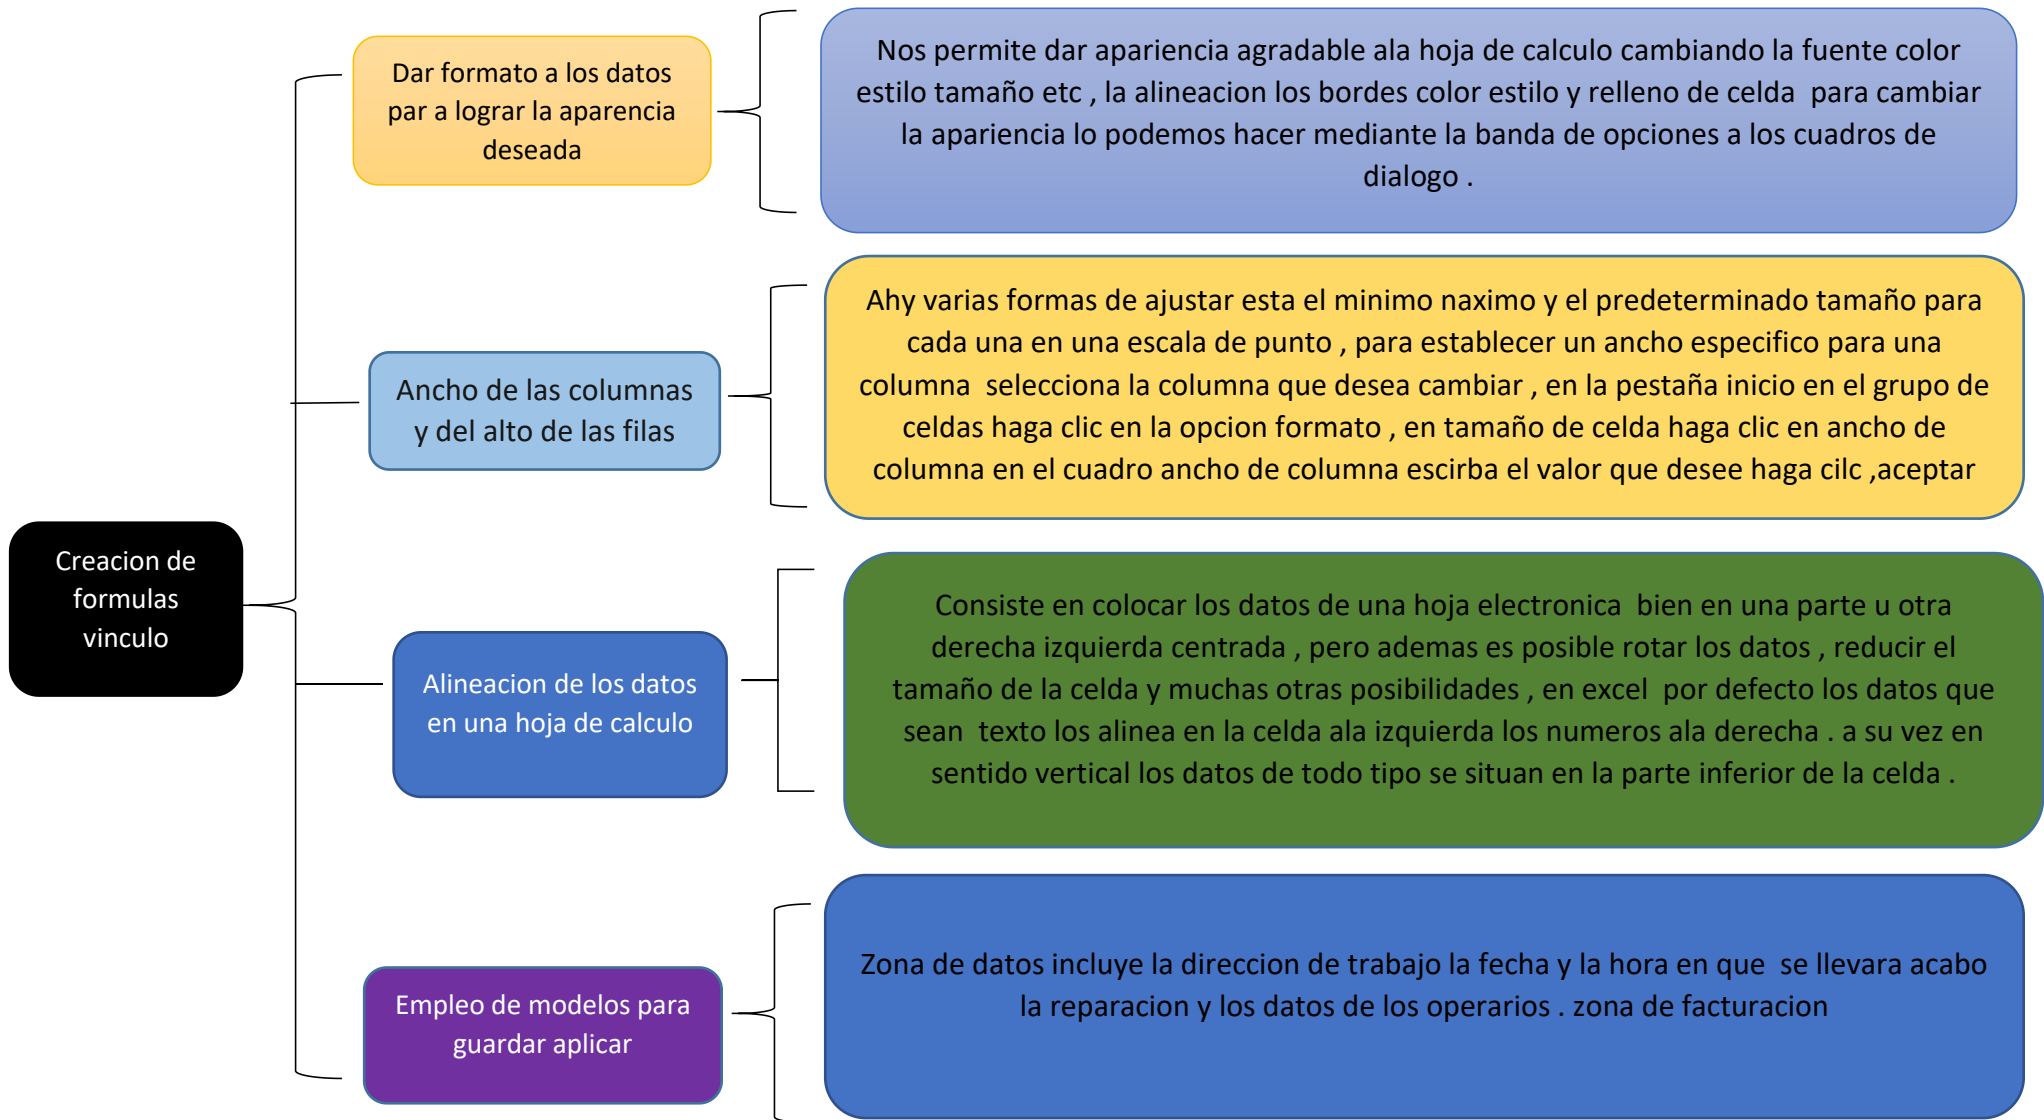 Creacion de
formulas
vinculo
Dar formato a los datos
par a lograr la aparencia
deseada
Nos permite dar apariencia agradable ala hoja de calculo cambiando la fuente color
estilo tamaño etc , la alineacion los bordes color estilo y relleno de celda  para cambiar
la apariencia lo podemos hacer mediante la banda de opciones a los cuadros de
dialogo .
Ancho de las columnas
y del alto de las filas
Ahy varias formas de ajustar esta el minimo naximo y el predeterminado tamaño para
cada una en una escala de punto , para establecer un ancho especifico para una
columna  selecciona la columna que desea cambiar , en la pestaña inicio en el grupo de
celdas haga clic en la opcion formato , en tamaño de celda haga clic en ancho de
columna en el cuadro ancho de columna escirba el valor que desee haga cilc ,aceptar
Alineacion de los datos
en una hoja de calculo
Consiste en colocar los datos de una hoja electronica  bien en una parte u otra
derecha izquierda centrada , pero ademas es posible rotar los datos , reducir el
tamaño de la celda y muchas otras posibilidades , en excel  por defecto los datos que
sean  texto los alinea en la celda ala izquierda los numeros ala derecha . a su vez en
sentido vertical los datos de todo tipo se situan en la parte inferior de la celda .
Empleo de modelos para
guardar aplicar
Zona de datos incluye la direccion de trabajo la fecha y la hora en que  se llevara acabo
la reparacion y los datos de los operarios . zona de facturacion